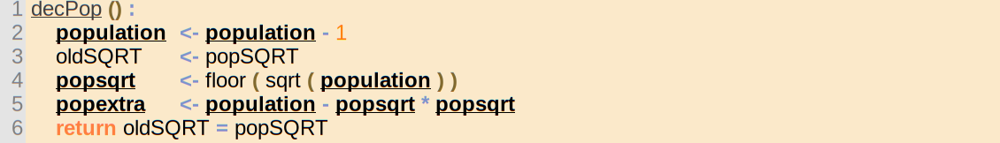 1 decPop () :
2 population <- population - 1
3 oldSQRT <- popSQRT
4 popsqrt <- floor ( sqrt ( population ) )
5 popextra <- population - popsqrt * popsqrt
6 return oldSQRT = popSQRT